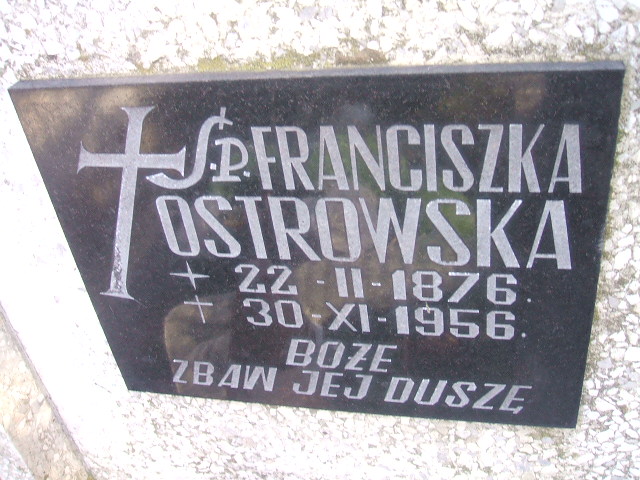 Ś.P. FRANCISZKA
OSTROWSKA
22-II-1876.
30-XI-1956.
BOŻE
ZBAW JEJ DUSZĘ